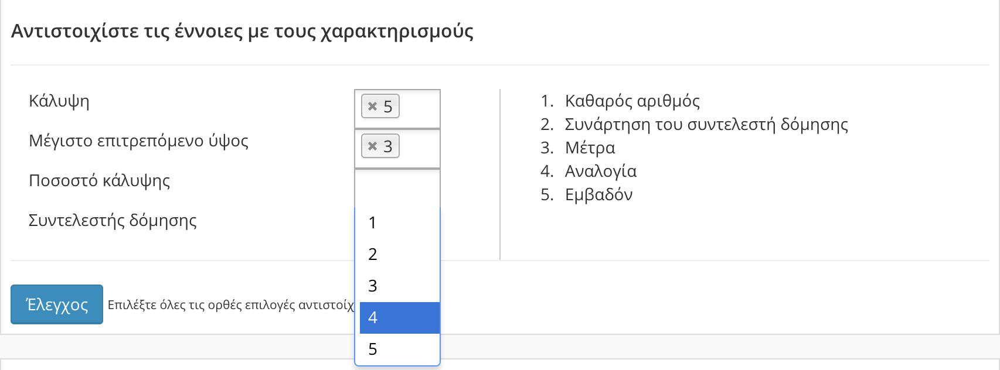 Αντιστοιχίστε τις έννοιες με τους χαρακτηρισμούς
Κάλυψη
× 5
Μέγιστο επιτρεπόμενο ύψος
× 3
Ποσοστό κάλυψης
Συντελεστής δόμησης
1
2
3
4
5
1. Καθαρός αριθμός
2. Συνάρτηση του συντελεστή δόμησης
3. Μέτρα
4. Αναλογία
5. Εμβαδόν
Έλεγχος
Επιλέξτε όλες τις ορθές επιλογές αντιστοίχ